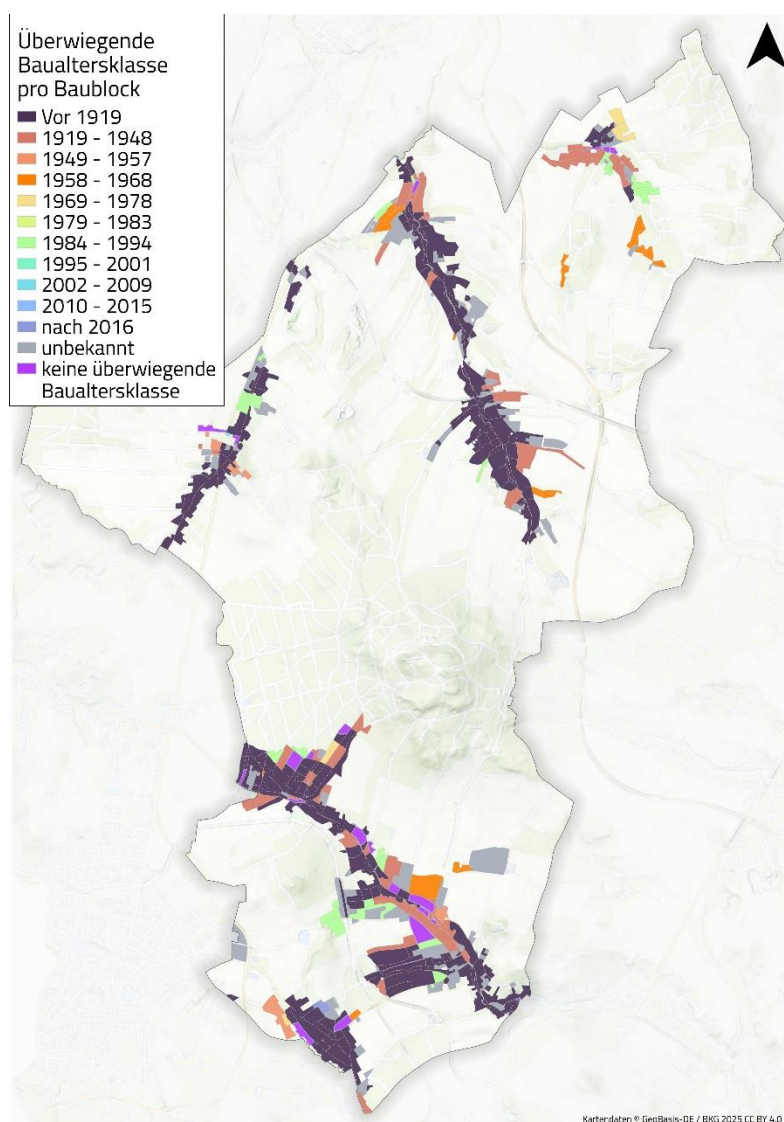 Überwiegende
Baualtersklasse
pro Baublock
Vor 1919
1919 - 1948
1949 - 1957
1958 - 1968
1969 - 1978
1979 - 1983
1984 - 1994
1995 - 2001
2002 - 2009
2010 - 2015
nach 2016
unbekannt
keine überwiegende
Baualtersklasse
Kartendaten © GeoBasis-DE / BKG 2025 CC BY 4.0